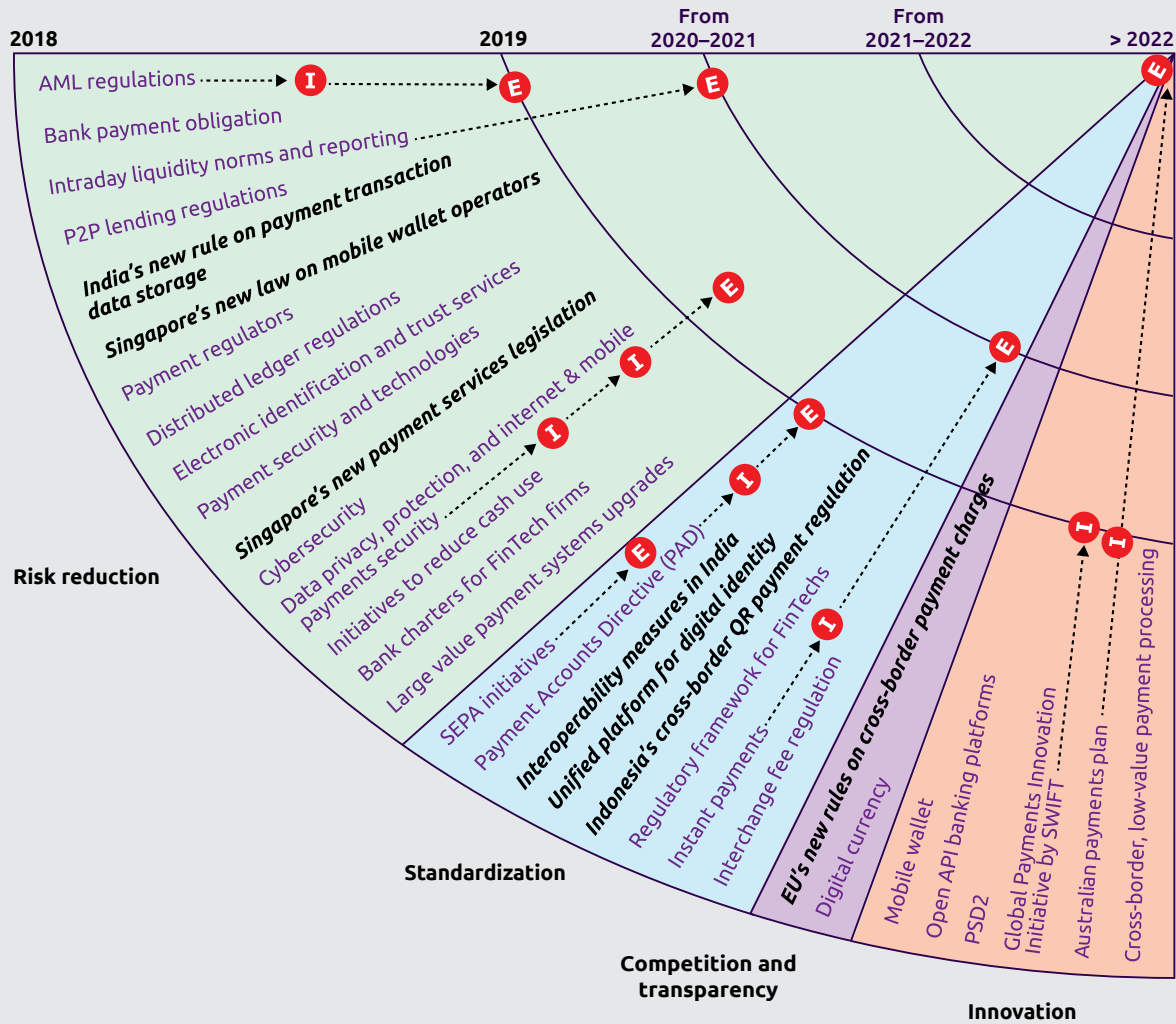 2018
2019
From
2020–2021
From
2021–2022
> 2022
AML regulations
I
E
E
E
Bank payment obligation
Intraday liquidity norms and reporting
P2P lending regulations
India's new rule on payment transaction
data storage
Singapore's new law on mobile wallet operators
Payment regulators
Distributed ledger regulations
Electronic identification and trust services
Payment security and technologies
Singapore's new payment services legislation
Cybersecurity
Data privacy, protection, and internet & mobile
payments security
I
I
E
Initiatives to reduce cash use
Bank charters for FinTech firms
Large value payment systems upgrades
Risk reduction
SEPA initiatives
E
Payment Accounts Directive (PAD)
I
E
Interoperability measures in India
Unified platform for digital identity
Indonesia's cross-border QR payment regulation
Regulatory framework for FinTechs
Instant payments
I
E
Interchange fee regulation
Standardization
EU's new rules on cross-border payment charges
Digital currency
Competition and
transparency
Mobile wallet
Open API banking platforms
PSD2
Global Payments Innovation
Initiative by SWIFT
I
Australian payments plan
I
Cross-border, low-value payment processing
Innovation